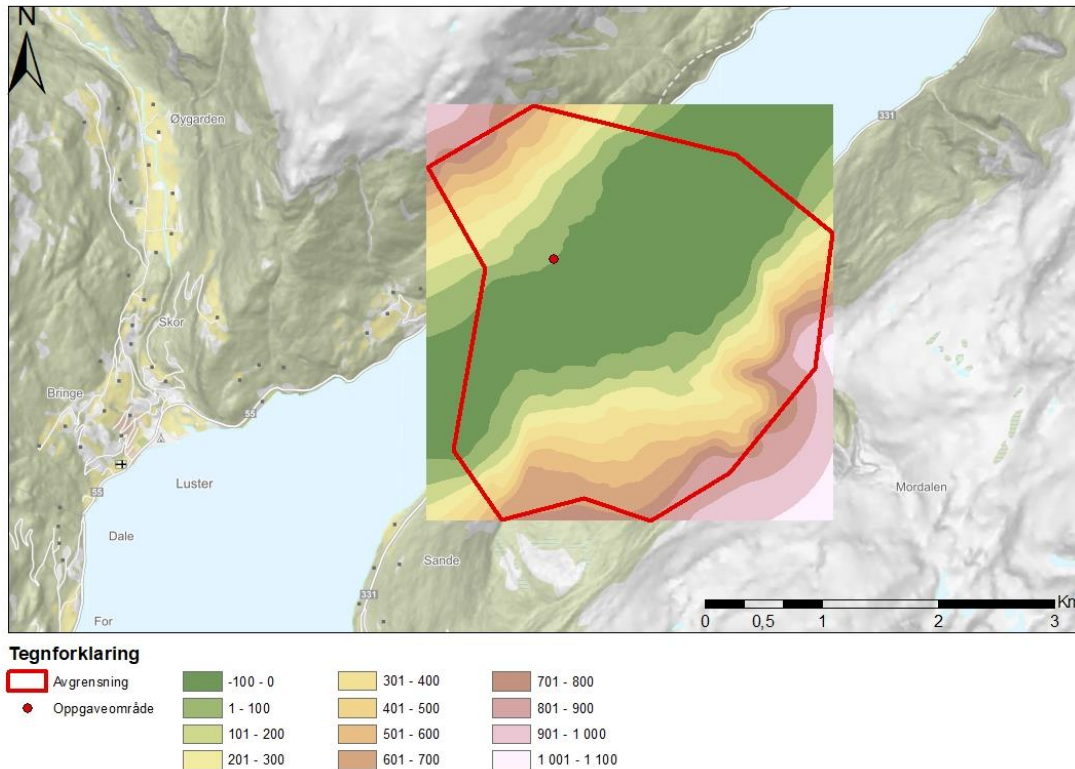 N
Øygarden
331
Skor
Bringe
55
Luster
55
Mordalen
Dale
Sande
331
For
Km
0 0,5 1 2 3
Tegnforklaring
Avgrensning
Oppgaveområde
-100 - 0
1 - 100
101 - 200
201 - 300
301 - 400
401 - 500
501 - 600
601 - 700
701 - 800
801 - 900
901 - 1 000
1 001 - 1 100